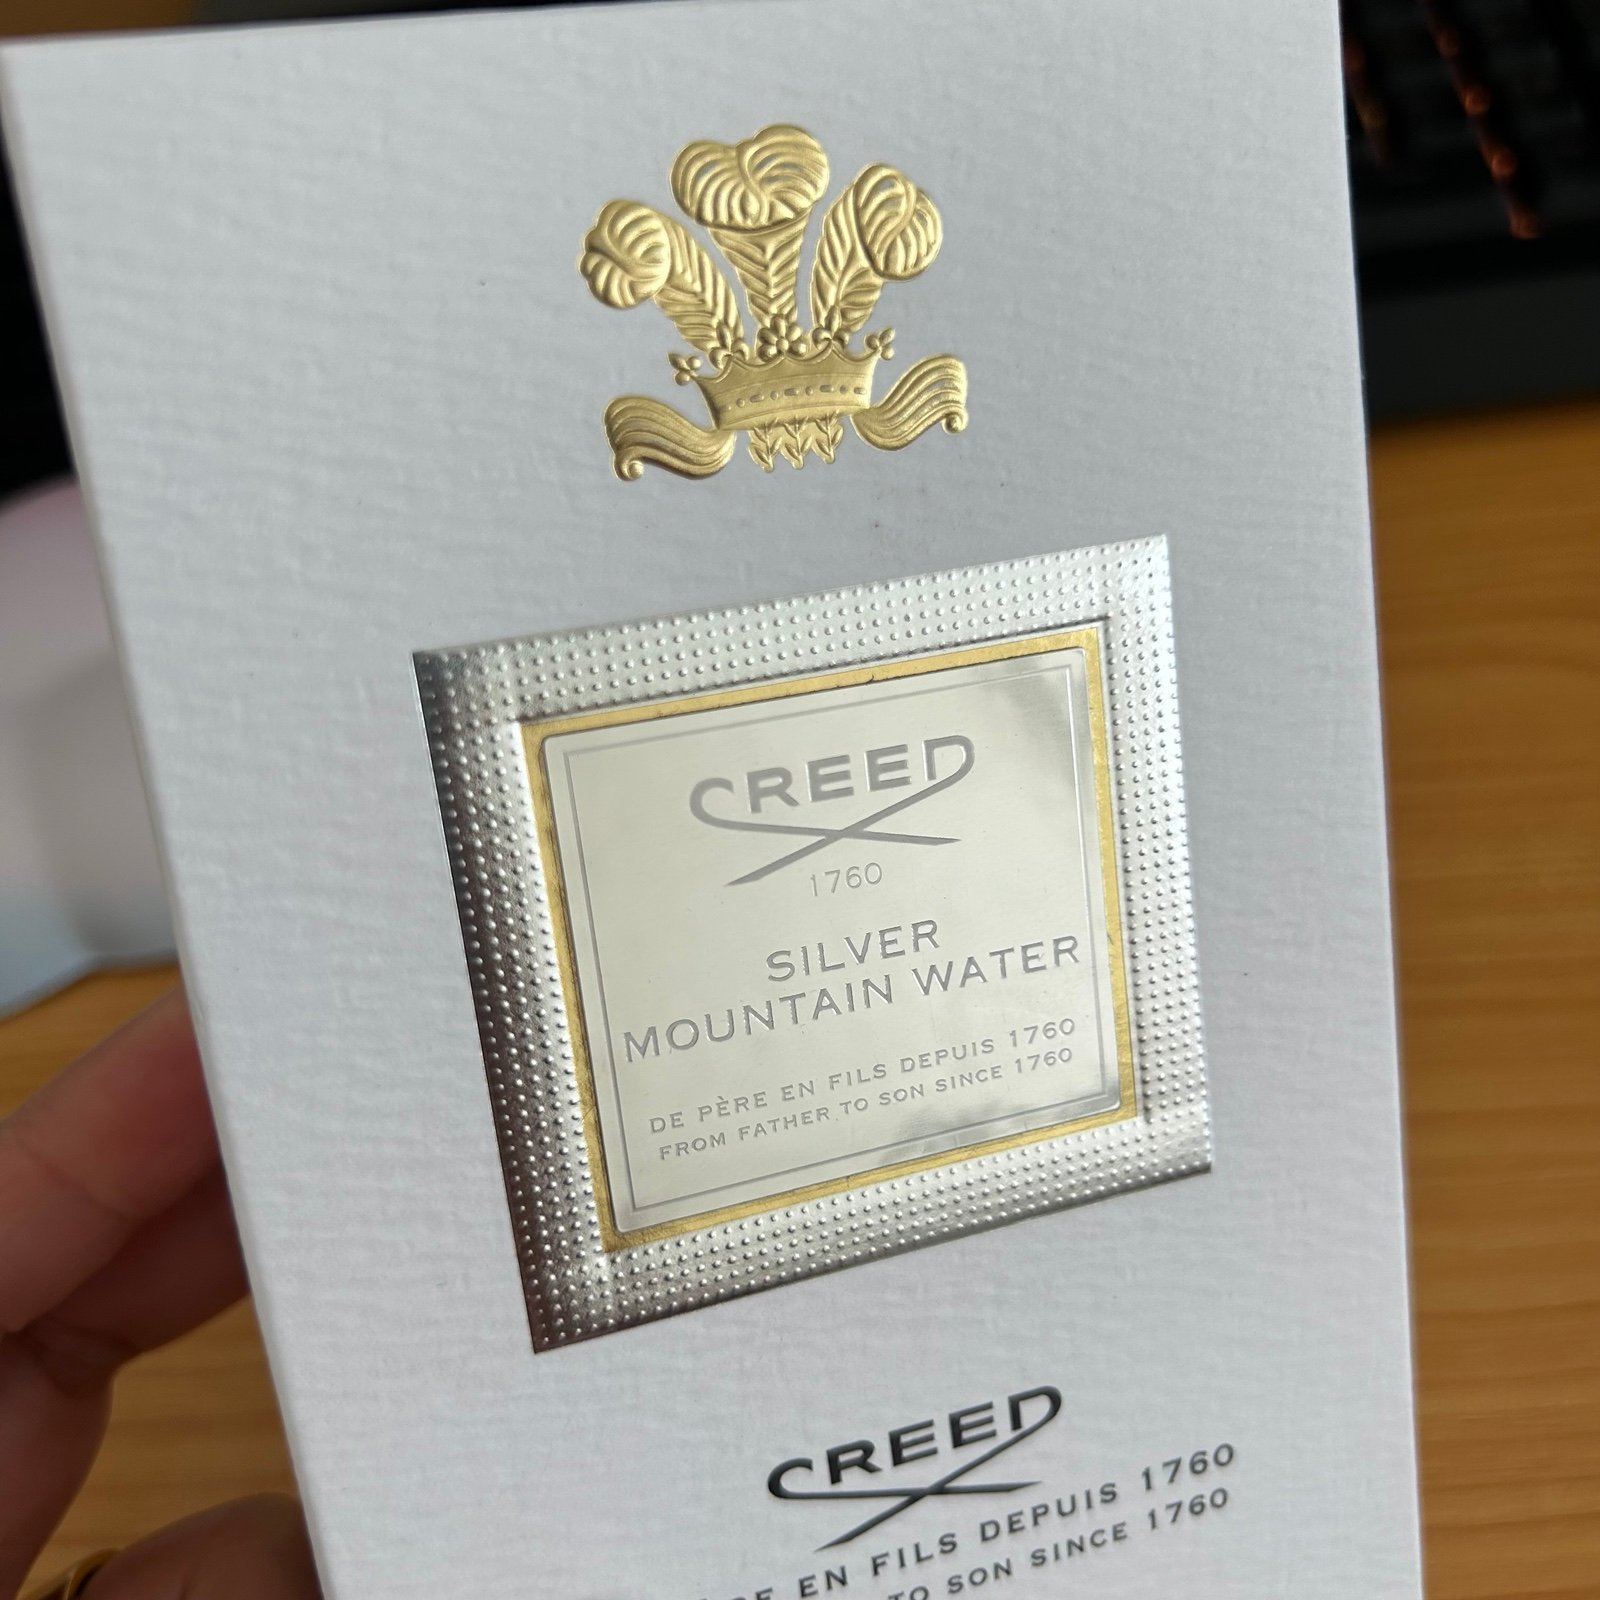 CREED
1760
SILVER
MOUNTAIN WATER
DE PÈRE EN FILS DEPUIS 1760
FROM FATHER TO SON SINCE 1760
CREED
EN FILS DEPUIS 1760
TO SON SINCE 1760